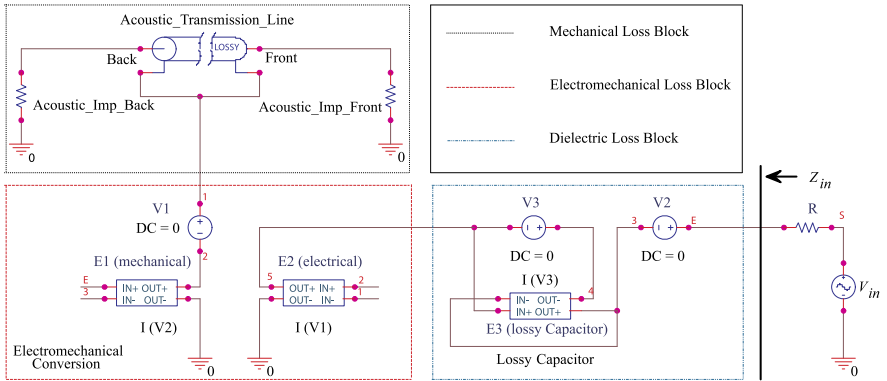 Acoustic_Transmission_Line
LOSSY
Back
Front
Acoustic_Imp_Back
Acoustic_Imp_Front
0
0
Mechanical Loss Block
Electromechanical Loss Block
Dielectric Loss Block
1
V1
+
-
DC = 0
2
E1 (mechanical)
E
3
IN+ OUT+
IN- OUT-
I (V2)
0
E2 (electrical)
5
OUT+ IN+
OUT- IN-
2
1
I (V1)
0
Electromechanical
Conversion
V3
- +
DC = 0
V2
3
- +
E
DC = 0
I (V3)
4
IN- OUT-
IN+ OUT+
E3 (lossy Capacitor)
Lossy Capacitor
Zin
R
S
+
-
Vin
0